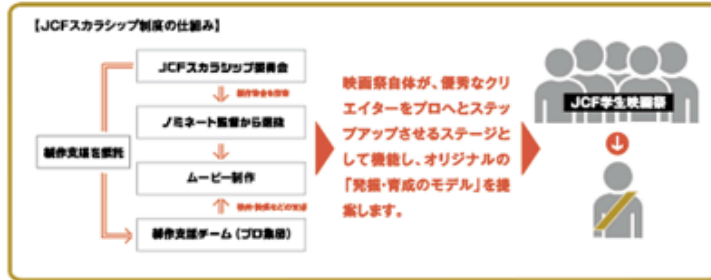 【JCFスカラシップ制度の仕組み】
JCFスカラシップ委員会
ノミネート監督から選抜
制作支援を委託
ムービー制作
制作支援チーム(プロ集団)
映画祭自体が、優秀なクリ
エイターをプロへとステッ
プアップさせるステージと
して機能し、オリジナルの
「発掘・育成のモデル」を提
案します。
JCF学生映画祭